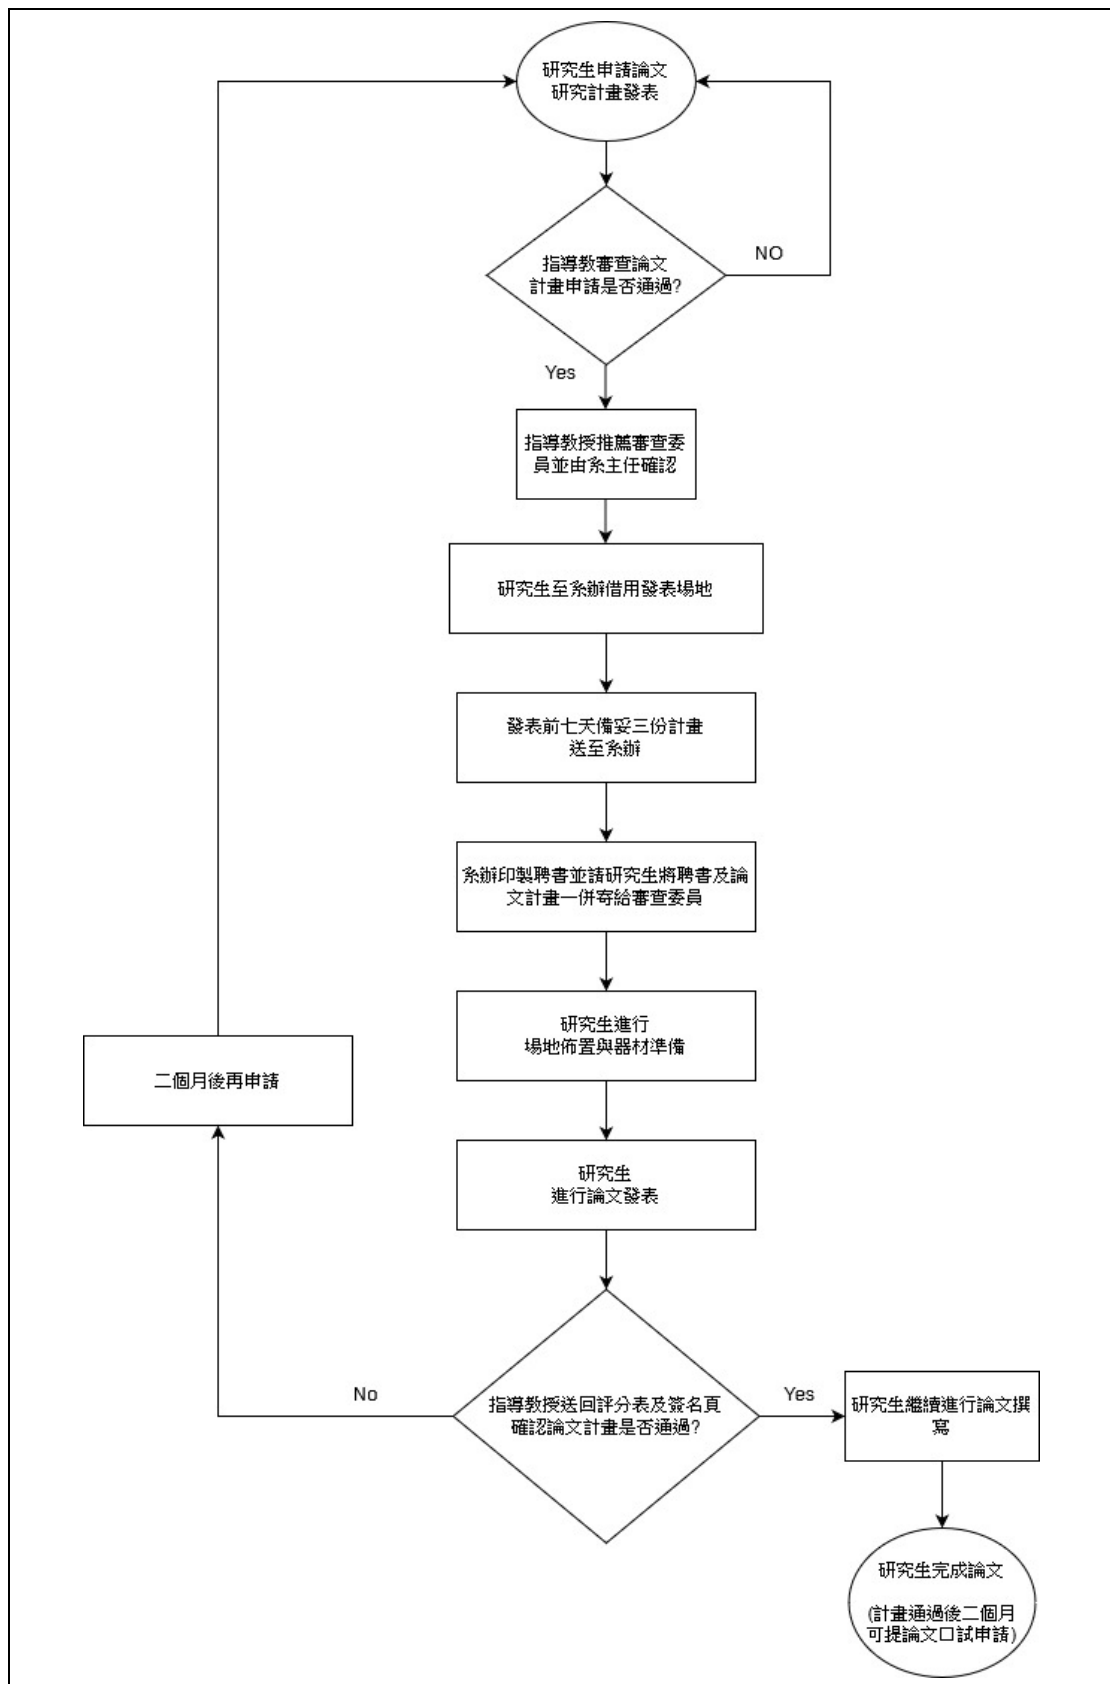 研究生申請論文
研究計畫發表
指導教審查論文
計畫申請是否通過?
NO
Yes
指導教授推薦審查委
員並由系主任確認
研究生至系辦借用發表場地
發表前七天備妥三份計畫
送至系辦
系辦印製聘書並請研究生將聘書及論
文計畫一併寄給審查委員
研究生進行
場地佈置與器材準備
二個月後再申請
研究生
進行論文發表
指導教授送回評分表及簽名頁
確認論文計畫是否通過?
No
Yes
研究生繼續進行論文撰
寫
研究生完成論文
(計畫通過後二個月
可提論文口試申請)